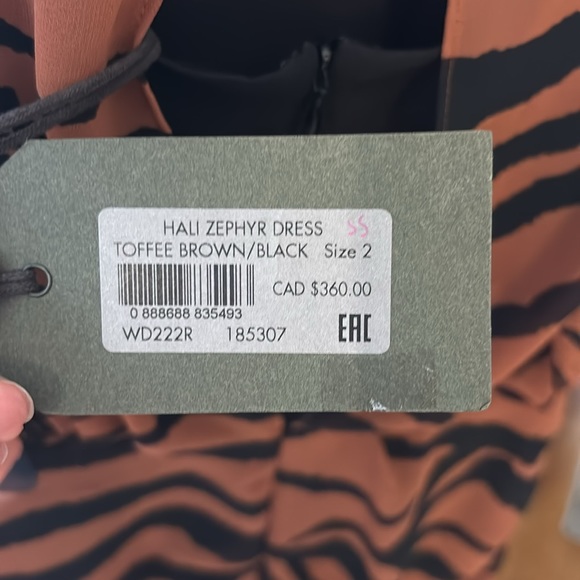 HALI ZEPHYR DRESS SS
TOFFEE BROWN/BLACK Size 2
CAD $360.00
0 888688 835493
WD222R 185307 EAC